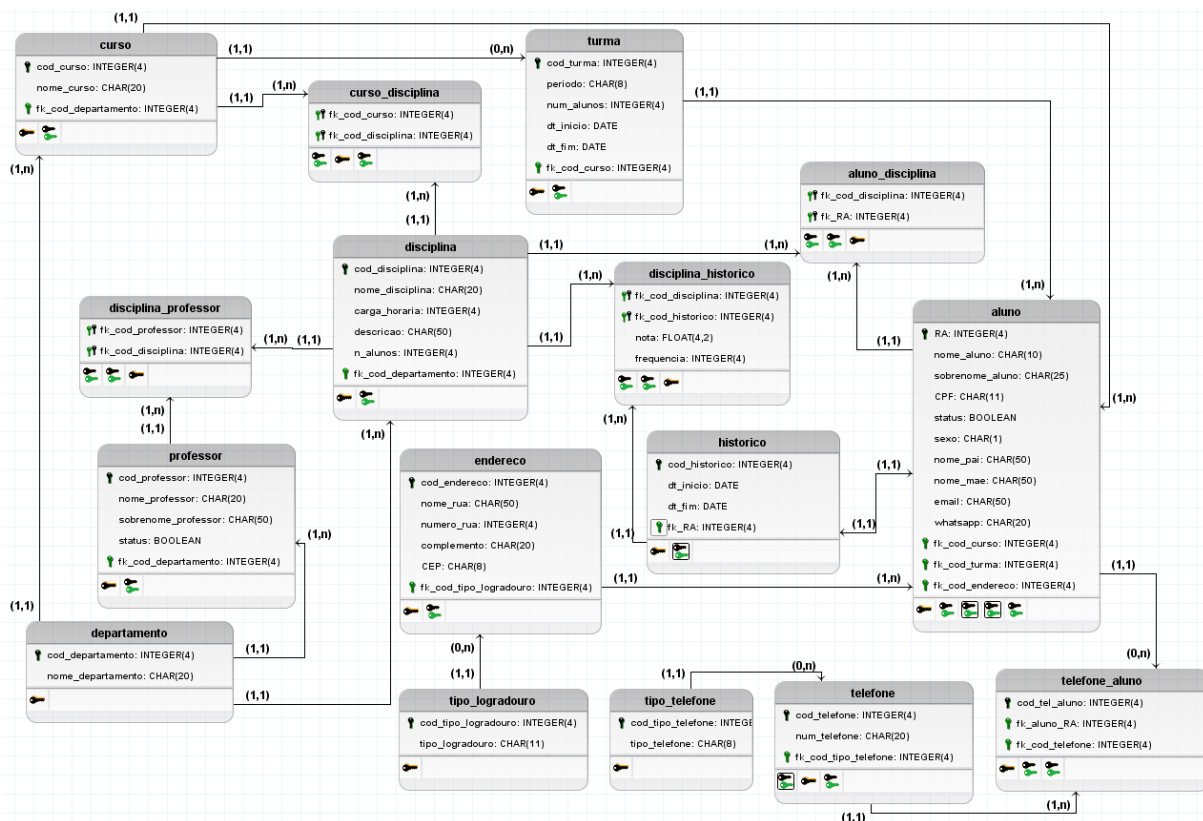 (1,1)
curso
cod_curso: INTEGER(4)
nome_curso: CHAR(20)
fk_cod_departamento: INTEGER(4)
(1,1)
(0,n)
(1,1)
(1,n)
turma
cod_turma: INTEGER(4)
periodo: CHAR(8)
num_alunos: INTEGER(4)
dt_inicio: DATE
dt_fim: DATE
fk_cod_curso: INTEGER(4)
(1,1)
curso_disciplina
fk_cod_curso: INTEGER(4)
fk_cod_disciplina: INTEGER(4)
(1,n)
(1,n)
(1,1)
aluno_disciplina
fk_cod_disciplina: INTEGER(4)
fk_RA: INTEGER(4)
disciplina
cod_disciplina: INTEGER(4)
nome_disciplina: CHAR(20)
carga_horaria: INTEGER(4)
descricao: CHAR(50)
n_alunos: INTEGER(4)
fk_cod_departamento: INTEGER(4)
(1,1)
(1,n)
(1,n)
(1,1)
disciplina_historico
fk_cod_disciplina: INTEGER(4)
fk_cod_historico: INTEGER(4)
nota: FLOAT(4,2)
frequencia: INTEGER(4)
(1,n)
(1,1)
(1,n)
disciplina_professor
fk_cod_professor: INTEGER(4)
fk_cod_disciplina: INTEGER(4)
(1,n)
(1,1)
aluno
RA: INTEGER(4)
nome_aluno: CHAR(10)
sobrenome_aluno: CHAR(25)
CPF: CHAR(11)
status: BOOLEAN
sexo: CHAR(1)
nome_pai: CHAR(50)
nome_mae: CHAR(50)
email: CHAR(50)
whatsapp: CHAR(20)
fk_cod_curso: INTEGER(4)
fk_cod_turma: INTEGER(4)
fk_cod_endereco: INTEGER(4)
(1,n)
(1,n)
(1,1)
(1,n)
(1,n)
professor
cod_professor: INTEGER(4)
nome_professor: CHAR(20)
sobrenome_professor: CHAR(50)
status: BOOLEAN
fk_cod_departamento: INTEGER(4)
(1,n)
endereco
cod_endereco: INTEGER(4)
nome_rua: CHAR(50)
numero_rua: INTEGER(4)
complemento: CHAR(20)
CEP: CHAR(8)
fk_cod_tipo_logradouro: INTEGER(4)
historico
cod_historico: INTEGER(4)
dt_inicio: DATE
dt_fim: DATE
fk_RA: INTEGER(4)
(1,1)
(1,1)
(1,1)
(1,1)
(1,n)
(1,1)
(1,1)
departamento
cod_departamento: INTEGER(4)
nome_departamento: CHAR(20)
(1,1)
(1,1)
(0,n)
(1,1)
tipo_logradouro
cod_tipo_logradouro: INTEGER(4)
tipo_logradouro: CHAR(11)
(1,1)
(0,n)
tipo_telefone
cod_tipo_telefone: INTEGE
tipo_telefone: CHAR(8)
telefone
cod_telefone: INTEGER(4)
num_telefone: CHAR(20)
fk_cod_tipo_telefone: INTEGER(4)
(0,n)
telefone_aluno
cod_tel_aluno: INTEGER(4)
fk_aluno_RA: INTEGER(4)
fk_cod_telefone: INTEGER(4)
(1,1)
(1,n)